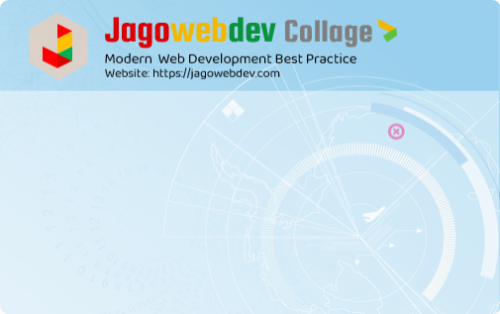 Jagowebdev Collage
Modern Web Development Best Practice
Website: https://jagowebdev.com